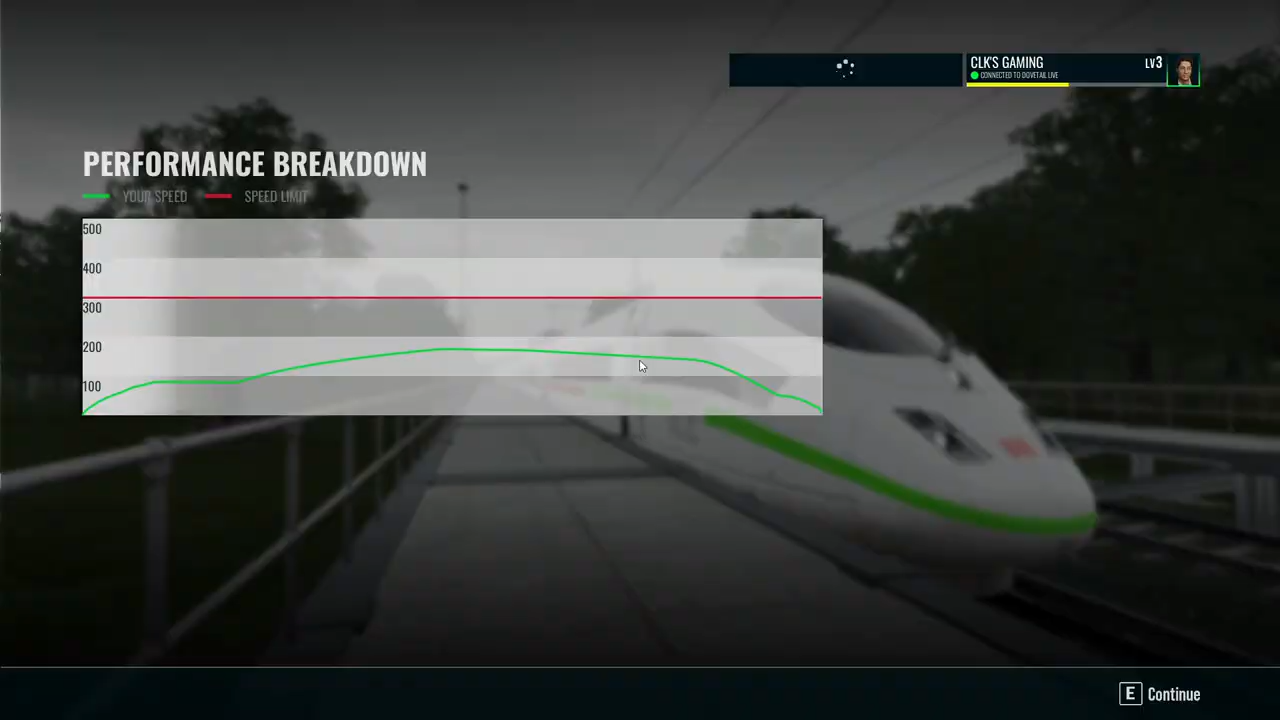 CLK'S GAMING
LV3
CONNECTED TO DOVETAIL LIVE
PERFORMANCE BREAKDOWN
YOUR SPEED
SPEED LIMIT
500
400
300
200
100
E Continue